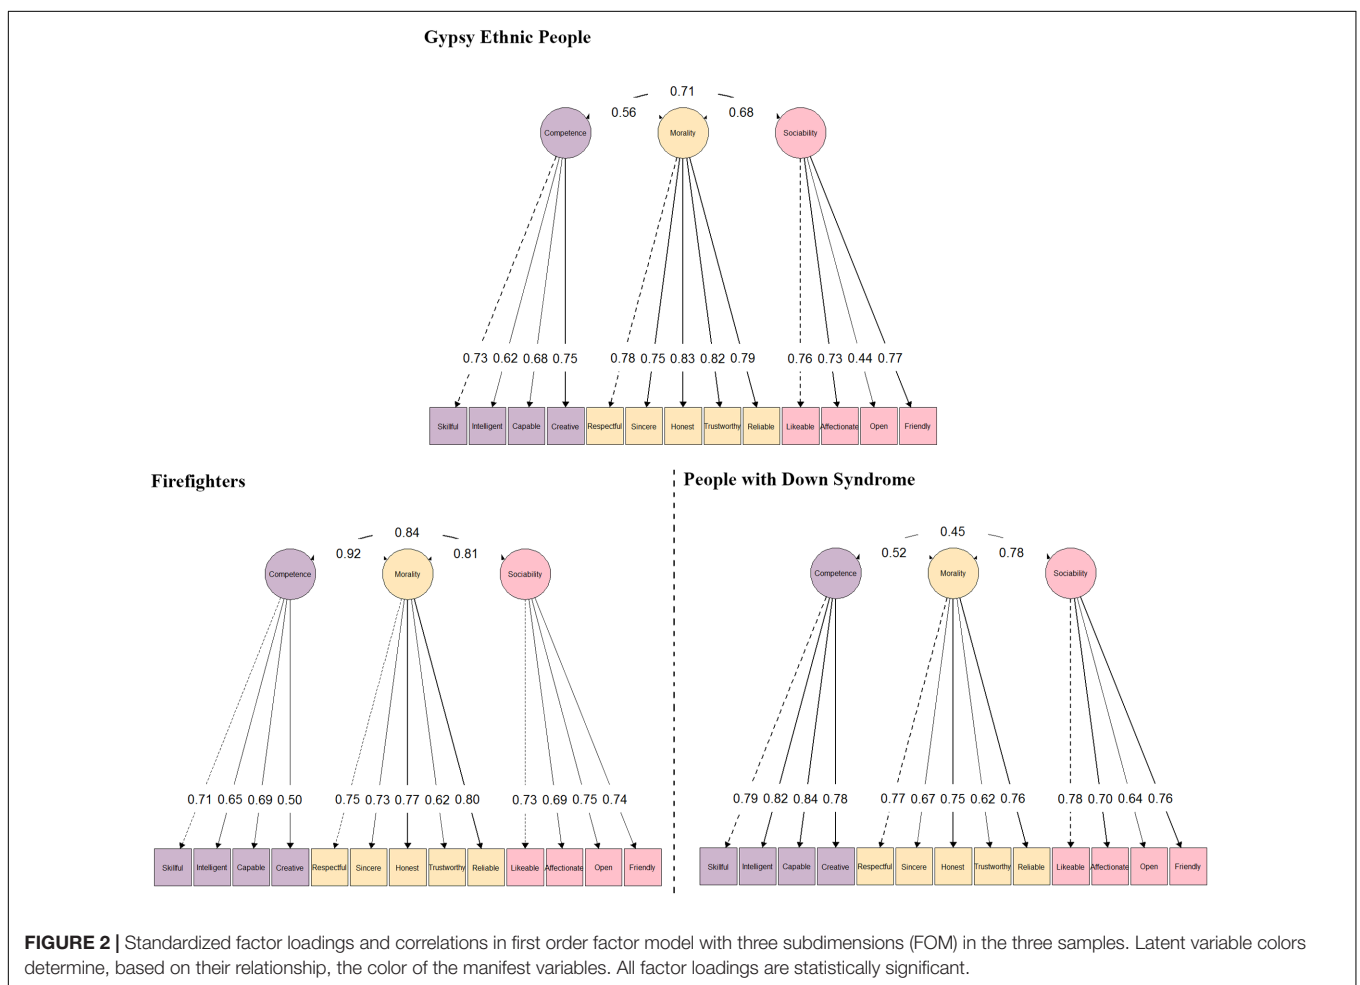 Gypsy Ethnic People
0.71
0.56 0.68
Competence Morality Sociability
0.73 0.62 0.68 0.75 0.78 0.75 0.83 0.82 0.79 0.76 0.73 0.44 0.77
Skillful Intelligent Capable Creative Respectful Sincere Honest Trustworthy Reliable Likeable Affectionate Open Friendly
Firefighters
0.84
0.92 0.81
Competence Morality Sociability
0.71 0.65 0.69 0.50 0.75 0.73 0.77 0.62 0.80 0.73 0.69 0.75 0.74
Skillful Intelligent Capable Creative Respectful Sincere Honest Trustworthy Reliable Likeable Affectionate Open Friendly
People with Down Syndrome
0.45
0.52 0.78
Competence Morality Sociability
0.79 0.82 0.84 0.78 0.77 0.67 0.75 0.62 0.76 0.78 0.70 0.64 0.76
Skillful Intelligent Capable Creative Respectful Sincere Honest Trustworthy Reliable Likeable Affectionate Open Friendly
FIGURE 2 | Standardized factor loadings and correlations in first order factor model with three subdimensions (FOM) in the three samples. Latent variable colors
determine, based on their relationship, the color of the manifest variables. All factor loadings are statistically significant.